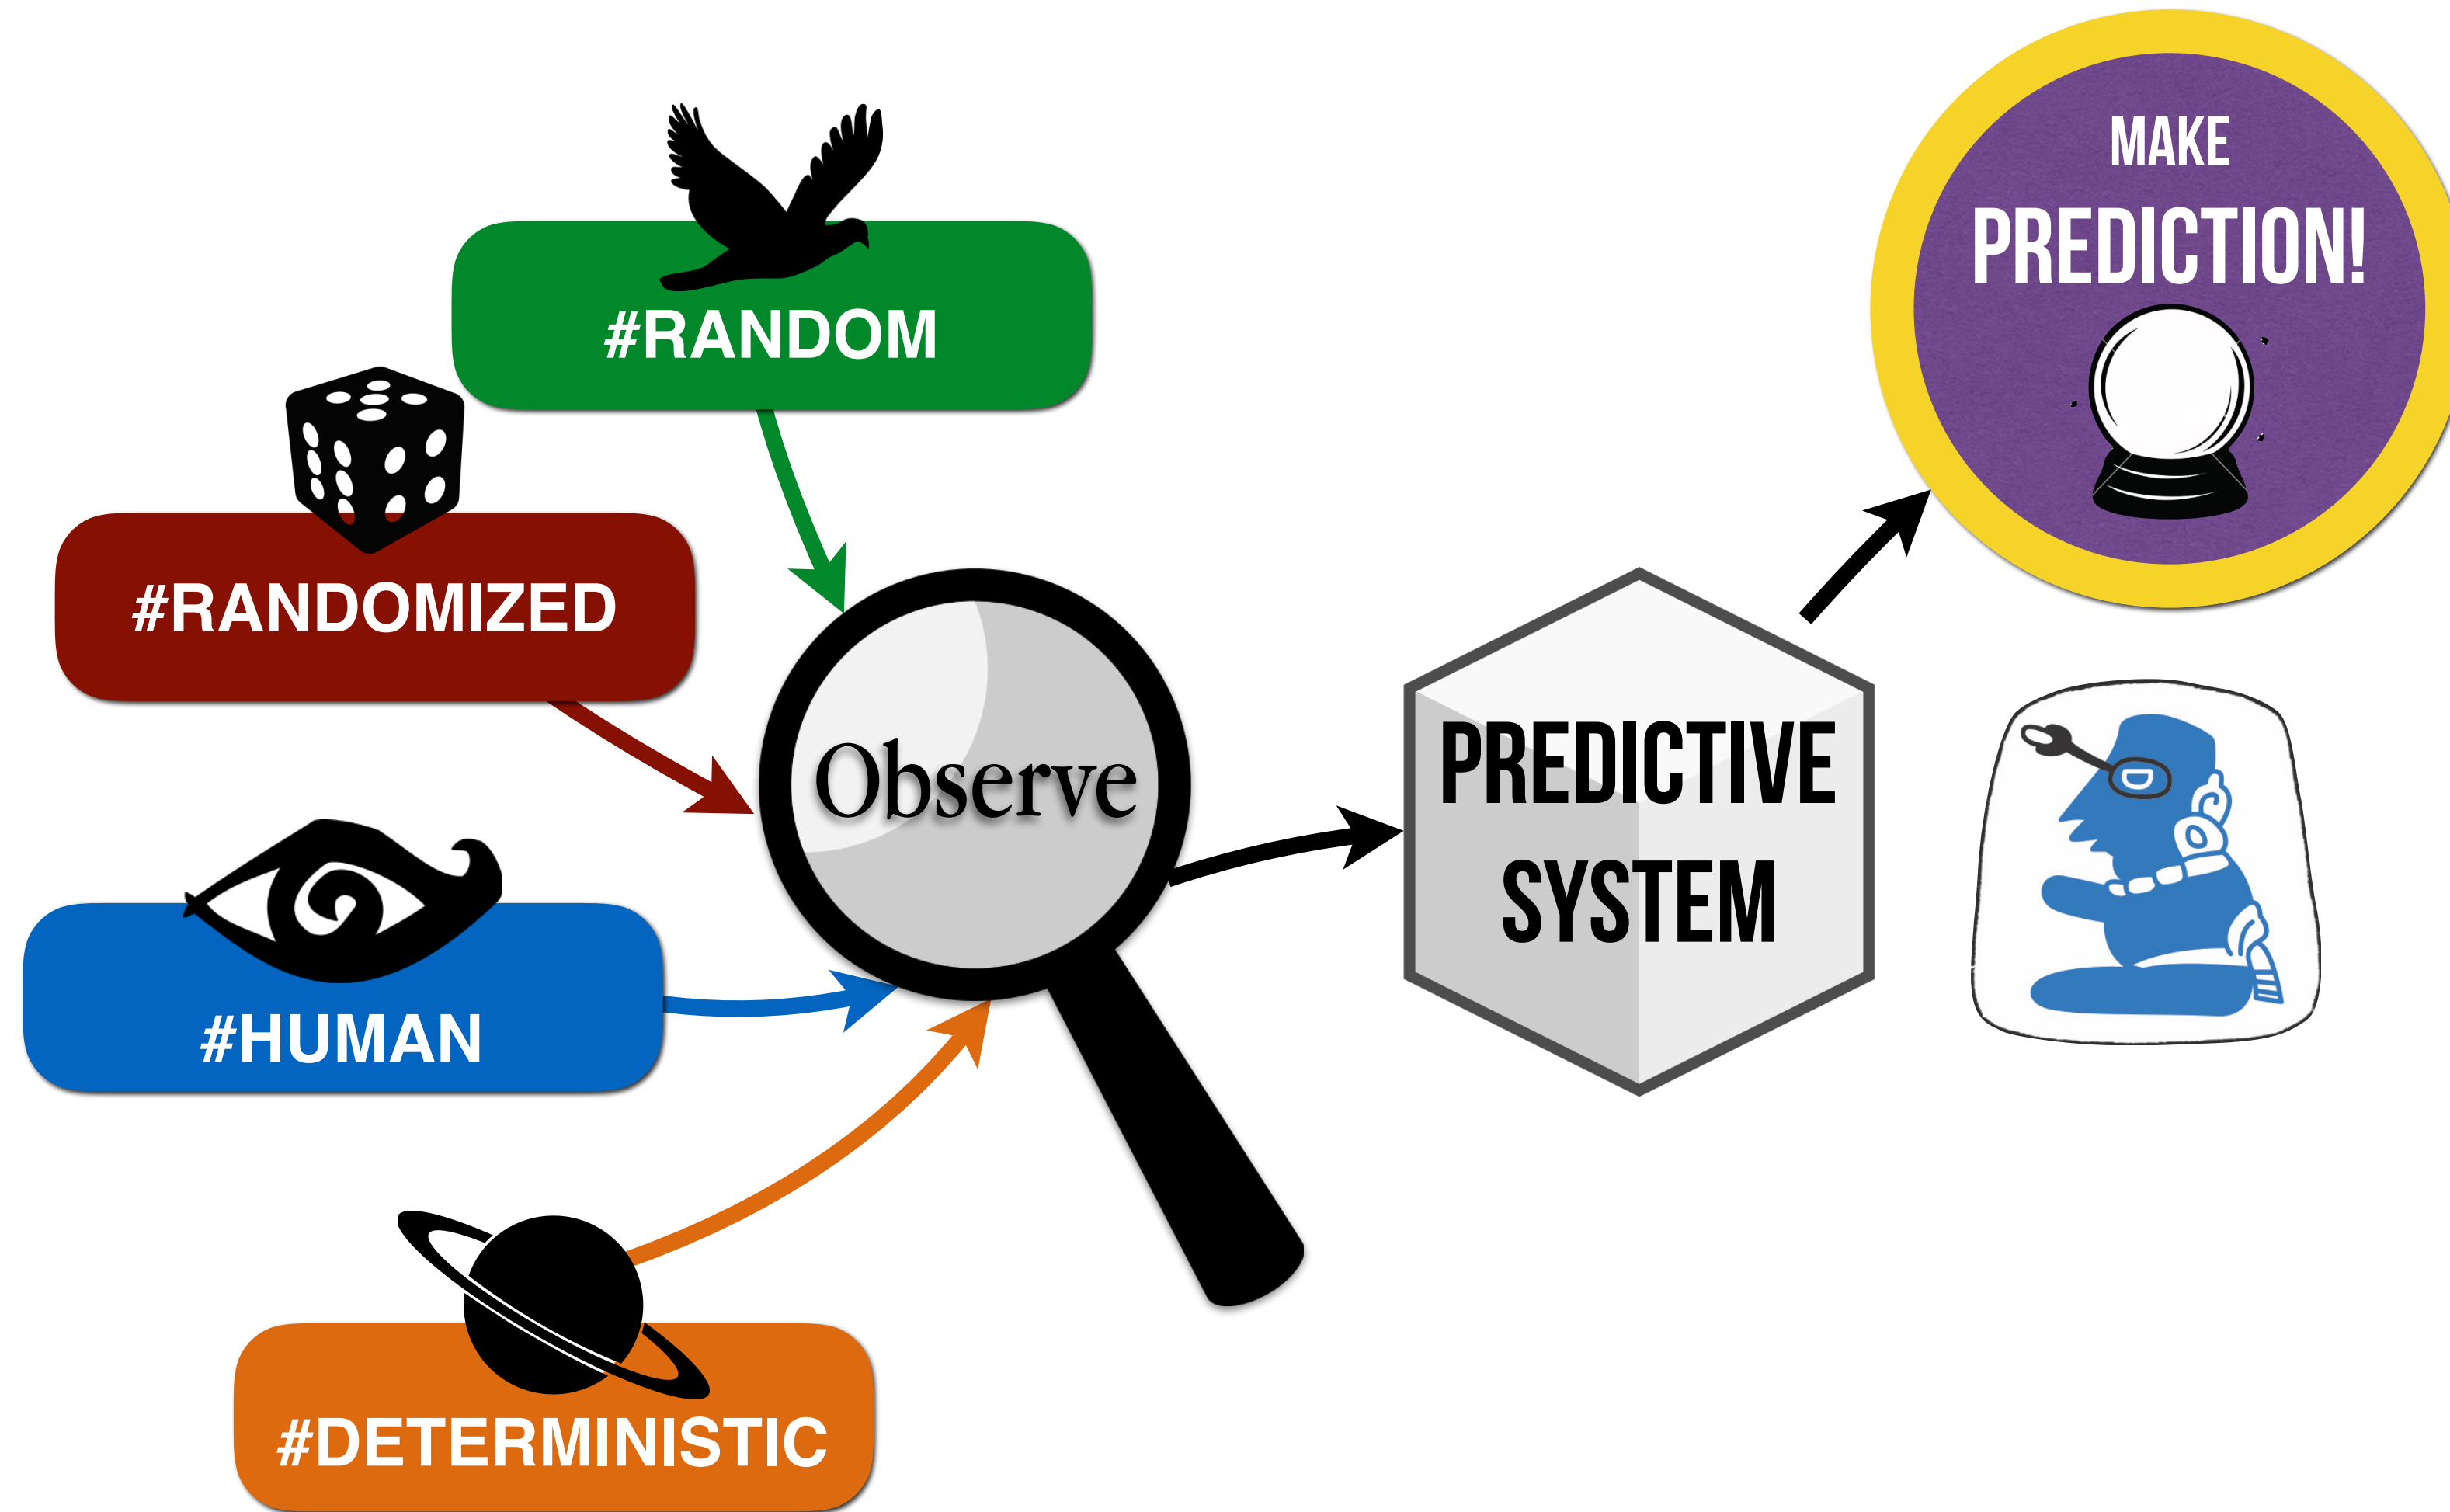 #RANDOM
#RANDOMIZED
#HUMAN
#DETERMINISTIC
Observe
PREDICTIVE
SYSTEM
MAKE
PREDICTION!